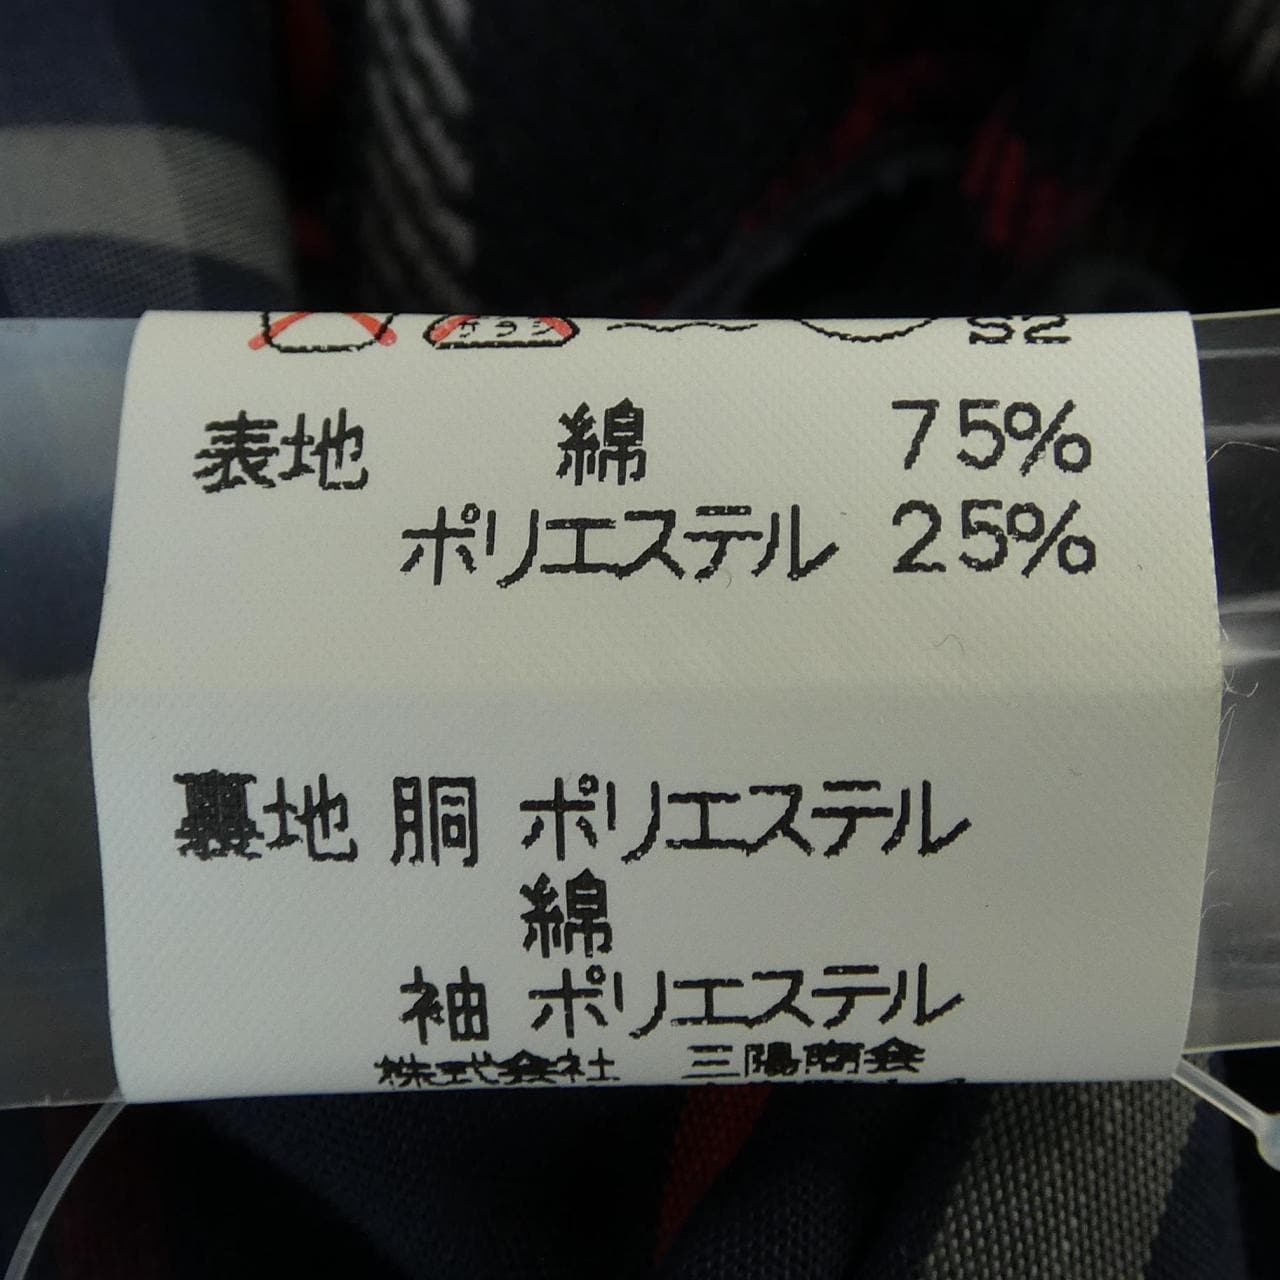 S2
表地 綿 75%
ポリエステル 25%
裏地 胴 ポリエステル
綿
袖 ポリエステル
株式会社 三陽商会